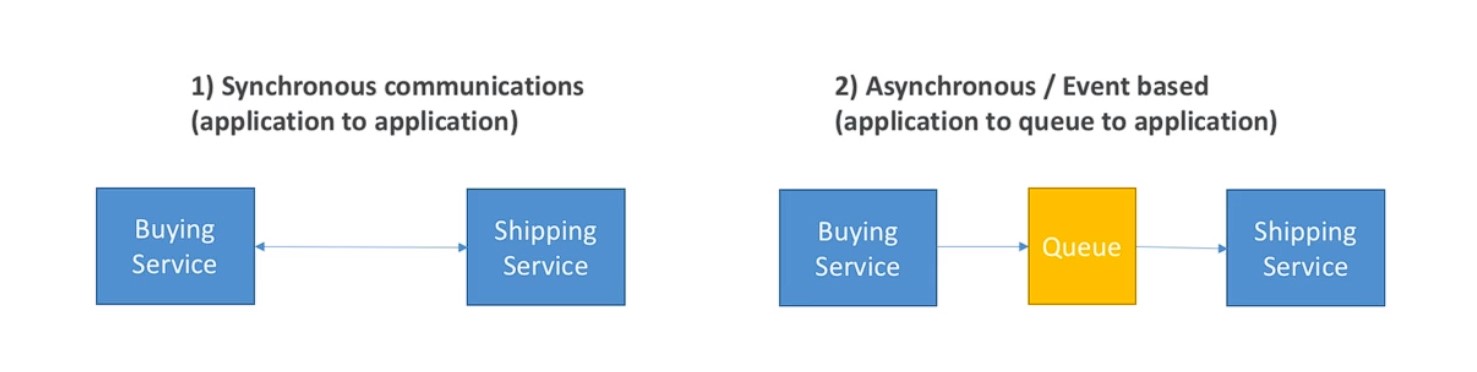 1) Synchronous communications
(application to application)
Buying
Service
Shipping
Service
2) Asynchronous / Event based
(application to queue to application)
Buying
Service
Queue
Shipping
Service